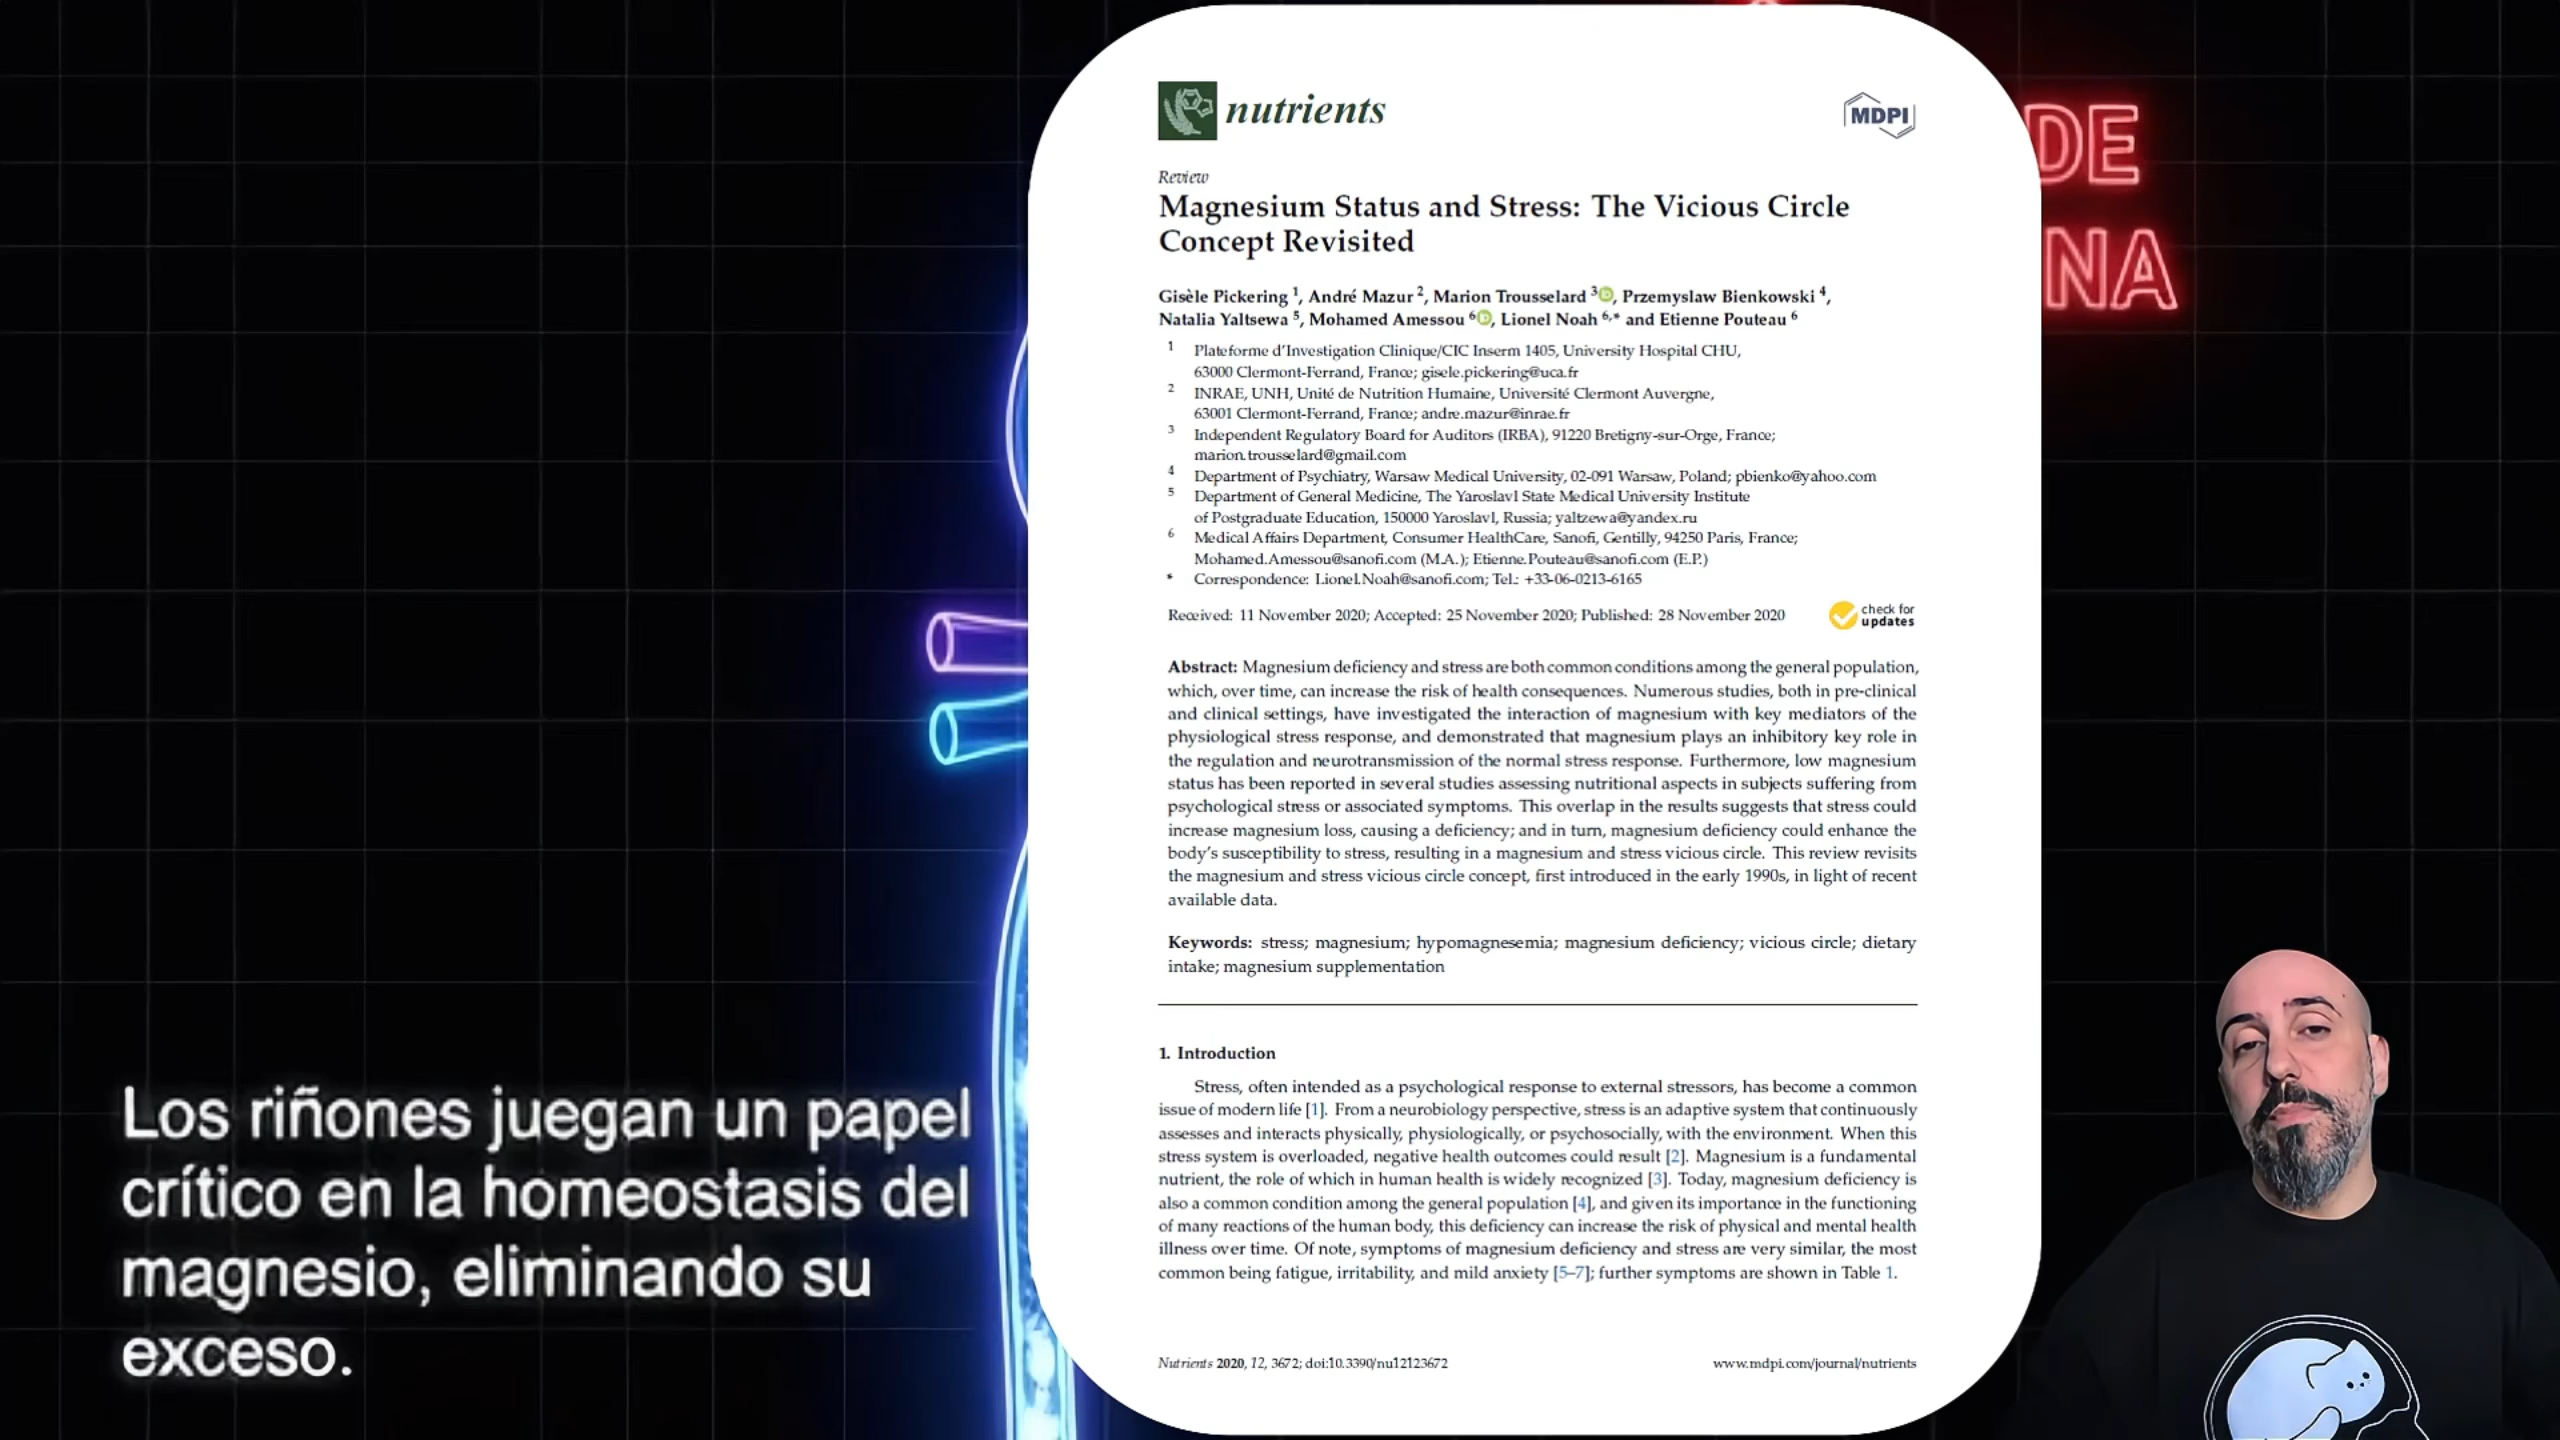 nutrients
MDPI
Review
Magnesium Status and Stress: The Vicious Circle
Concept Revisited
Gisèle Pickering 1, André Mazur 2, Marion Trousselard 3, Przemyslaw Bienkowski 4,
Natalia Yaltsewa 5, Mohamed Amessou 6, Lionel Noah 6,* and Etienne Pouteau 6
1 Plateforme d'Investigation Clinique/CIC Inserm 1405, University Hospital CHU,
63000 Clermont-Ferrand, France; gisele.pickering@uca.fr
2 INRAE, UNH, Unité de Nutrition Humaine, Université Clermont Auvergne,
63001 Clermont-Ferrand, France; andre.mazur@inrae.fr
3 Independent Regulatory Board for Auditors (IRBA), 91220 Bretigny-sur-Orge, France;
marion.trousselard@gmail.com
4 Department of Psychiatry, Warsaw Medical University, 02-091 Warsaw, Poland; pbienko@yahoo.com
5 Department of General Medicine, The Yaroslavl State Medical University Institute
of Postgraduate Education, 150000 Yaroslavl, Russia; yaltzewa@yandex.ru
6 Medical Affairs Department, Consumer HealthCare, Sanofi, Gentilly, 94250 Paris, France;
Mohamed.Amessou@sanofi.com (M.A.); Etienne.Pouteau@sanofi.com (E.P.)
* Correspondence: Lionel.Noah@sanofi.com; Tel.: +33-06-0213-6165
Received: 11 November 2020; Accepted: 25 November 2020; Published: 28 November 2020
check for
updates
Abstract: Magnesium deficiency and stress are both common conditions among the general population,
which, over time, can increase the risk of health consequences. Numerous studies, both in pre-clinical
and clinical settings, have investigated the interaction of magnesium with key mediators of the
physiological stress response, and demonstrated that magnesium plays an inhibitory key role in
the regulation and neurotransmission of the normal stress response. Furthermore, low magnesium
status has been reported in several studies assessing nutritional aspects in subjects suffering from
psychological stress or associated symptoms. This overlap in the results suggests that stress could
increase magnesium loss, causing a deficiency; and in turn, magnesium deficiency could enhance the
body's susceptibility to stress, resulting in a magnesium and stress vicious circle. This review revisits
the magnesium and stress vicious circle concept, first introduced in the early 1990s, in light of recent
available data.
Keywords: stress; magnesium; hypomagnesemia; magnesium deficiency; vicious circle; dietary
intake; magnesium supplementation
1. Introduction
Stress, often intended as a psychological response to external stressors, has become a common
issue of modern life [1]. From a neurobiology perspective, stress is an adaptive system that continuously
assesses and interacts physically, physiologically, or psychosocially, with the environment. When this
stress system is overloaded, negative health outcomes could result [2]. Magnesium is a fundamental
nutrient, the role of which in human health is widely recognized [3]. Today, magnesium deficiency is
also a common condition among the general population [4], and given its importance in the functioning
of many reactions of the human body, this deficiency can increase the risk of physical and mental health
illness over time. Of note, symptoms of magnesium deficiency and stress are very similar, the most
common being fatigue, irritability, and mild anxiety [5–7]; further symptoms are shown in Table 1.
Nutrients 2020, 12, 3672; doi:10.3390/nu12123672
www.mdpi.com/journal/nutrients
DE
NA
Los riñones juegan un papel
crítico en la homeostasis del
magnesio, eliminando su
exceso.